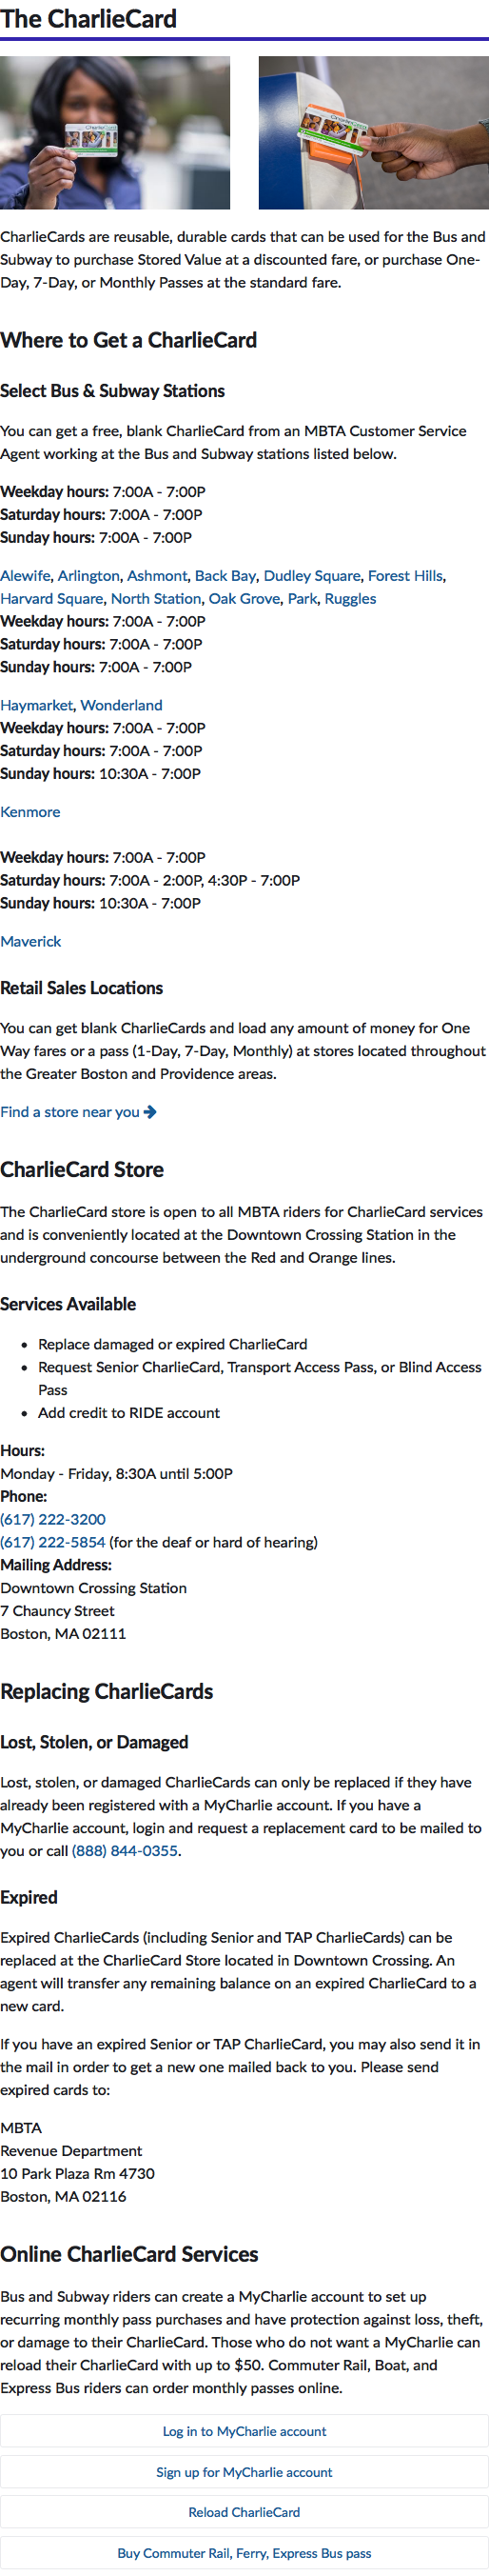 The CharlieCard
CharlieCard
CharlieCards are reusable, durable cards that can be used for the Bus and
Subway to purchase Stored Value at a discounted fare, or purchase One-
Day, 7-Day, or Monthly Passes at the standard fare.
Where to Get a CharlieCard
Select Bus & Subway Stations
You can get a free, blank CharlieCard from an MBTA Customer Service
Agent working at the Bus and Subway stations listed below.
Weekday hours: 7:00A - 7:00P
Saturday hours: 7:00A - 7:00P
Sunday hours: 7:00A - 7:00P
Alewife, Arlington, Ashmont, Back Bay, Dudley Square, Forest Hills,
Harvard Square, North Station, Oak Grove, Park, Ruggles
Weekday hours: 7:00A - 7:00P
Saturday hours: 7:00A - 7:00P
Sunday hours: 7:00A - 7:00P
Haymarket, Wonderland
Weekday hours: 7:00A - 7:00P
Saturday hours: 7:00A - 7:00P
Sunday hours: 10:30A - 7:00P
Kenmore
Weekday hours: 7:00A - 7:00P
Saturday hours: 7:00A - 2:00P, 4:30P - 7:00P
Sunday hours: 10:30A - 7:00P
Maverick
Retail Sales Locations
You can get blank CharlieCards and load any amount of money for One
Way fares or a pass (1-Day, 7-Day, Monthly) at stores located throughout
the Greater Boston and Providence areas.
Find a store near you
CharlieCard Store
The CharlieCard store is open to all MBTA riders for CharlieCard services
and is conveniently located at the Downtown Crossing Station in the
underground concourse between the Red and Orange lines.
Services Available
• Replace damaged or expired CharlieCard
• Request Senior CharlieCard, Transport Access Pass, or Blind Access
Pass
• Add credit to RIDE account
Hours:
Monday - Friday, 8:30A until 5:00P
Phone:
(617) 222-3200
(617) 222-5854 (for the deaf or hard of hearing)
Mailing Address:
Downtown Crossing Station
7 Chauncy Street
Boston, MA 02111
Replacing CharlieCards
Lost, Stolen, or Damaged
Lost, stolen, or damaged CharlieCards can only be replaced if they have
already been registered with a MyCharlie account. If you have a
MyCharlie account, login and request a replacement card to be mailed to
you or call (888) 844-0355.
Expired
Expired CharlieCards (including Senior and TAP CharlieCards) can be
replaced at the CharlieCard Store located in Downtown Crossing. An
agent will transfer any remaining balance on an expired CharlieCard to a
new card.
If you have an expired Senior or TAP CharlieCard, you may also send it in
the mail in order to get a new one mailed back to you. Please send
expired cards to:
MBTA
Revenue Department
10 Park Plaza Rm 4730
Boston, MA 02116
Online CharlieCard Services
Bus and Subway riders can create a MyCharlie account to set up
recurring monthly pass purchases and have protection against loss, theft,
or damage to their CharlieCard. Those who do not want a MyCharlie can
reload their CharlieCard with up to $50. Commuter Rail, Boat, and
Express Bus riders can order monthly passes online.
Log in to MyCharlie account
Sign up for MyCharlie account
Reload CharlieCard
Buy Commuter Rail, Ferry, Express Bus pass